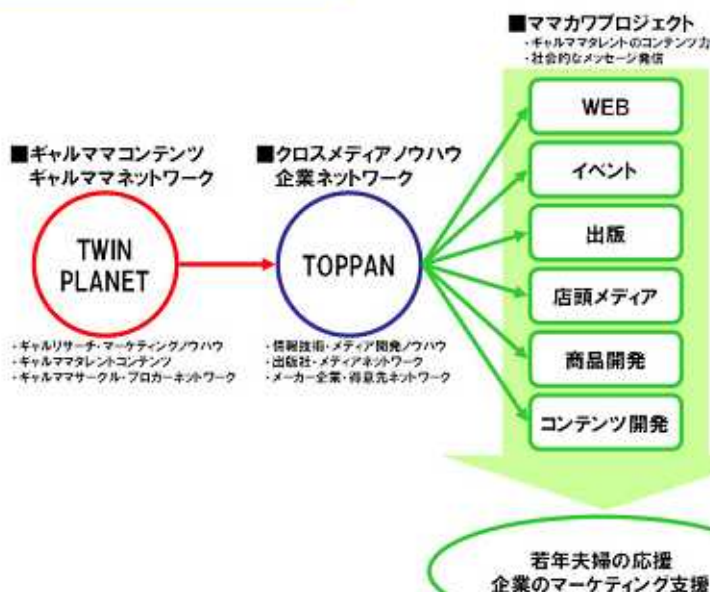 ■ママカワプロジェクト
・ギャルママタレントのコンテンツ力
・社会的なメッセージ発信
WEB
イベント
出版
店頭メディア
商品開発
コンテンツ開発
■ギャルママコンテンツ
ギャルママネットワーク
TWIN
PLANET
・ギャルリサーチ・マーケティングノウハウ
・ギャルママタレントコンテンツ
・ギャルママサークル・ブロガーネットワーク
■クロスメディアノウハウ
企業ネットワーク
TOPPAN
・情報技術・メディア開発ノウハウ
・出版社・メディアネットワーク
・メーカー企業・得意先ネットワーク
若年夫婦の応援
企業のマーケティング支援